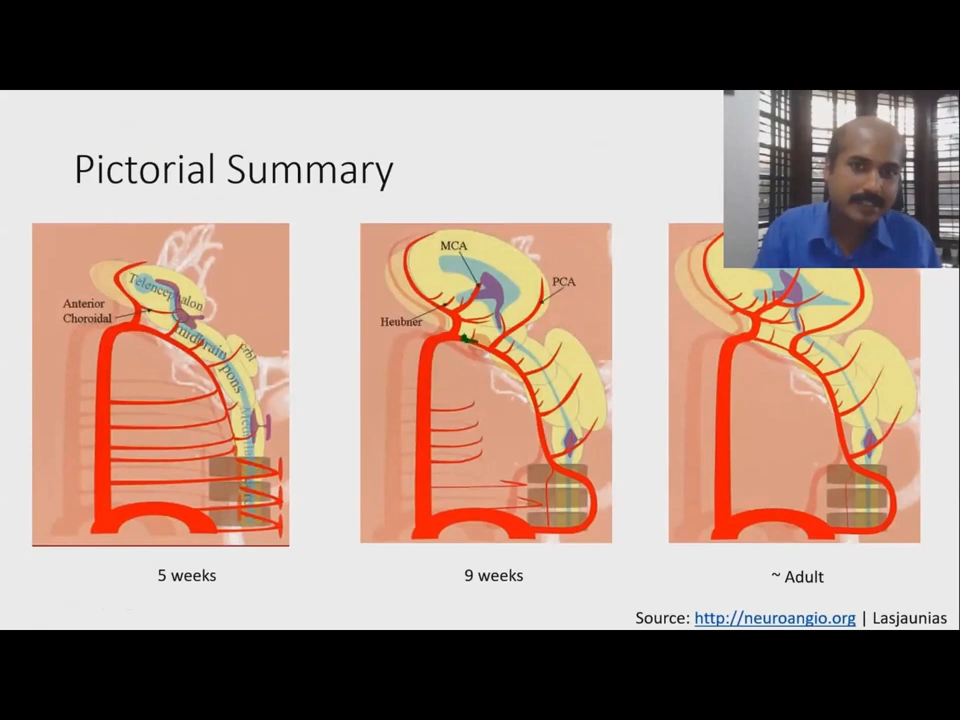 Pictorial Summary
Anterior
Choroidal
Telencephalon
midbrain
pons
Crbl
5 weeks
MCA
PCA
Heubner
9 weeks
~ Adult
Source: http://neuroangio.org | Lasjaunias